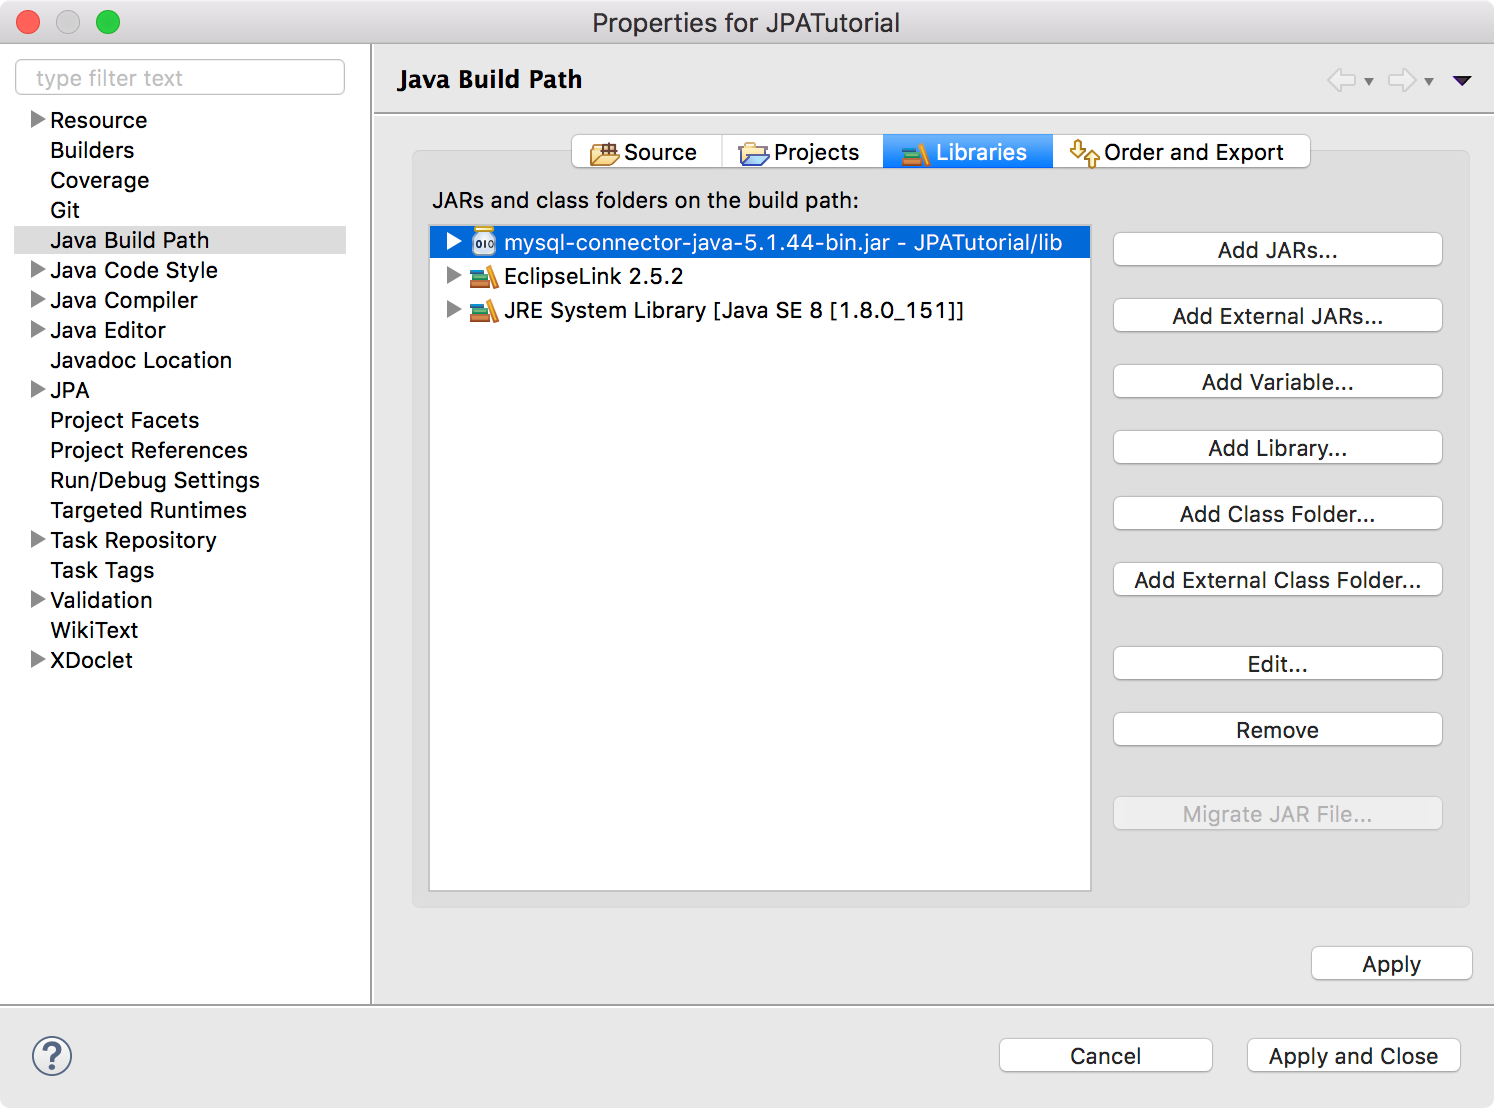 Properties for JPATutorial
type filter text
Resource
Builders
Coverage
Git
Java Build Path
Java Code Style
Java Compiler
Java Editor
Javadoc Location
JPA
Project Facets
Project References
Run/Debug Settings
Targeted Runtimes
Task Repository
Task Tags
Validation
WikiText
XDoclet
Java Build Path
Source Projects Libraries Order and Export
JARs and class folders on the build path:
010 mysql-connector-java-5.1.44-bin.jar - JPATutorial/lib
EclipseLink 2.5.2
JRE System Library [Java SE 8 [1.8.0_151]]
Add JARs...
Add External JARs...
Add Variable...
Add Library...
Add Class Folder...
Add External Class Folder...
Edit...
Remove
Migrate JAR File...
Apply
?
Cancel
Apply and Close